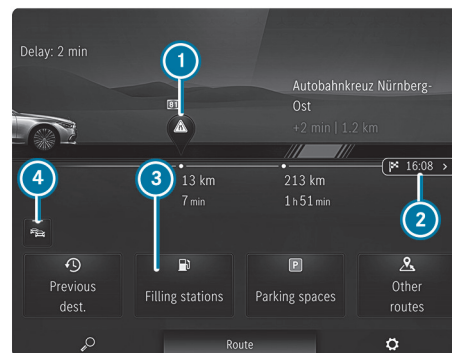 Delay: 2 min
1
Autobahnkreuz Nürnberg-
Ost
+2 min | 1.2 km
16:08
4
3
13 km
213 km
2
7 min
1 h 51 min
P
Previous
dest.
Filling stations
Parking spaces
Other
routes
Route